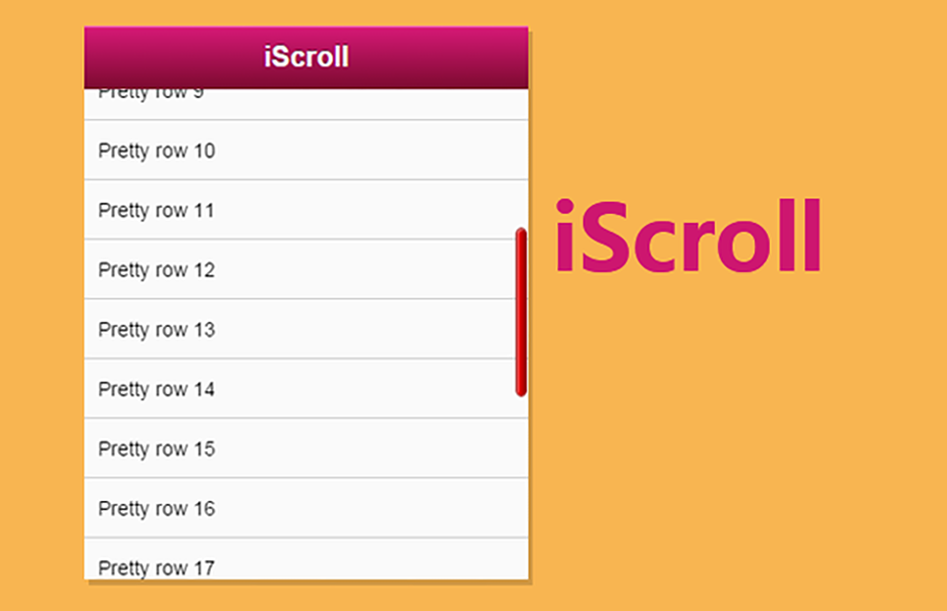 iScroll
Pretty row 9
Pretty row 10
Pretty row 11
Pretty row 12
Pretty row 13
Pretty row 14
Pretty row 15
Pretty row 16
Pretty row 17
iScroll